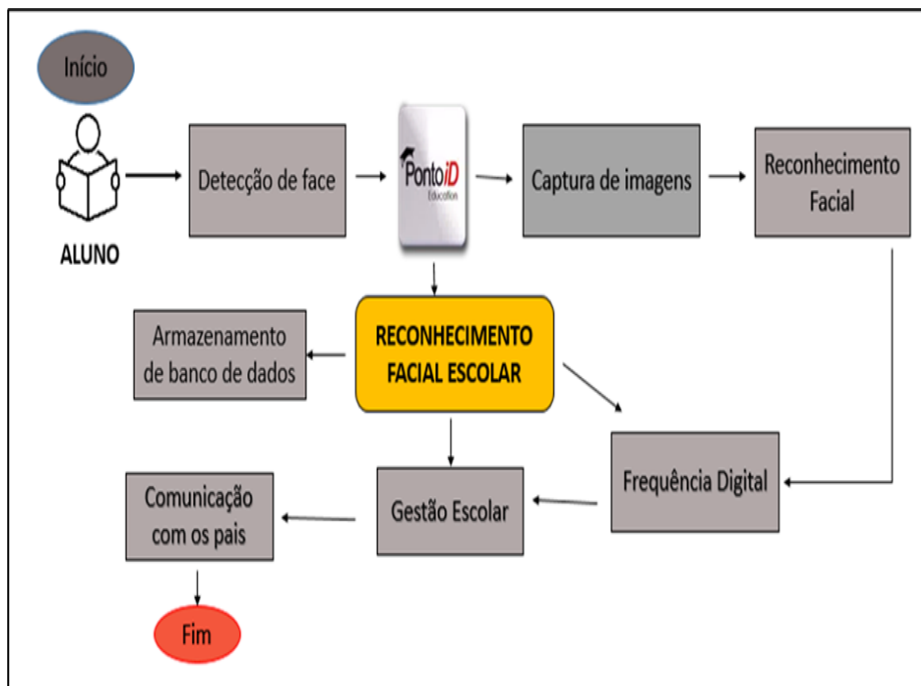 Início
ALUNO
Detecção de face
PontoiD
Education
Captura de imagens
Reconhecimento
Facial
Armazenamento
de banco de dados
RECONHECIMENTO
FACIAL ESCOLAR
Frequência Digital
Gestão Escolar
Comunicação
com os pais
Fim